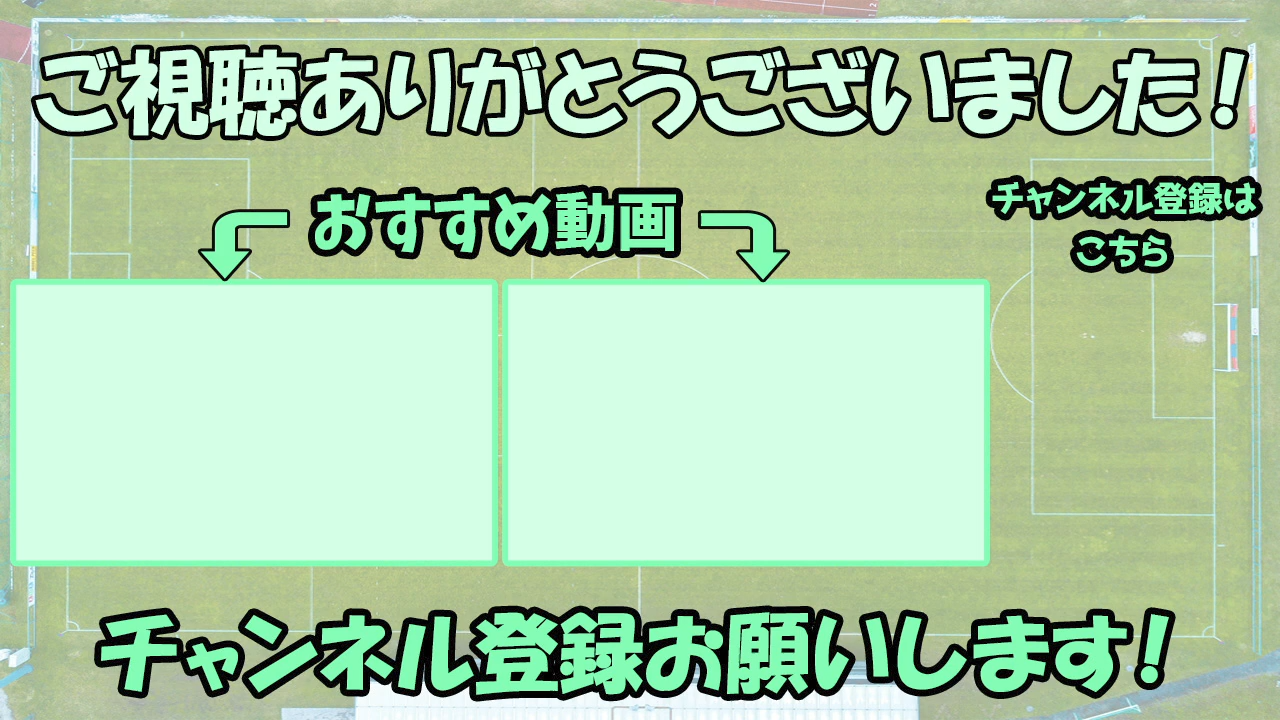 ご視聴ありがとうございました！
おすすめ動画
チャンネル登録は
こちら
チャンネル登録お願いします！